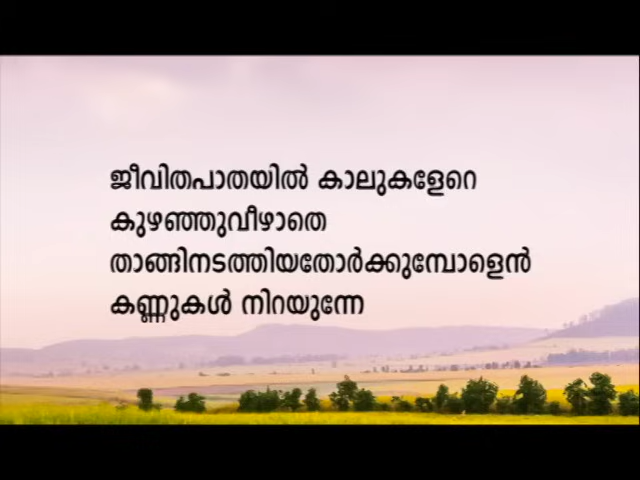 ജീവിതപാതയിൽ കാലുകളേറെ
കുഴഞ്ഞുവീഴാതെ
താങ്ങിനടത്തിയതോർക്കുമ്പോളെൻ
കണ്ണുകൾ നിറയുന്നേ